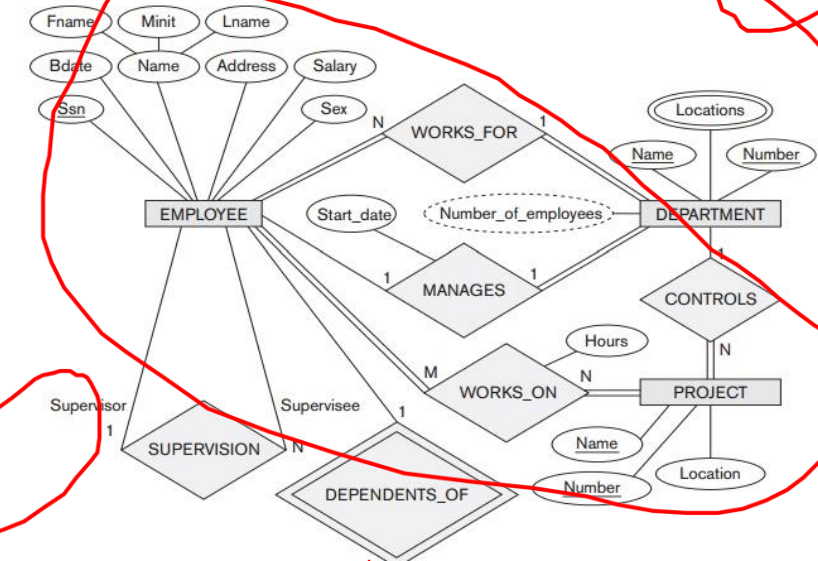 Fname Minit Lname
Bdate Name Address Salary
Ssn Sex
Locations
N WORKS_FOR 1
Name Number
EMPLOYEE Start_date Number_of_employees DEPARTMENT
1 MANAGES 1
1
CONTROLS
N
Hours
M WORKS_ON N PROJECT
Supervisor Supervisee
1 SUPERVISION N
1
Name
Number Location
DEPENDENTS_OF